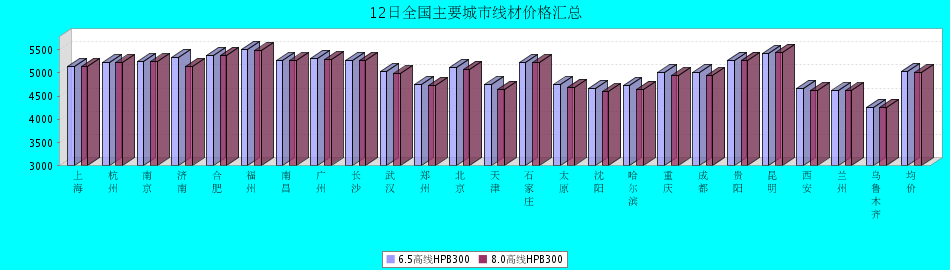 12日全国主要城市线材价格汇总
5500
5000
4500
4000
3500
3000
上海
杭州
南京
济南
合肥
福州
南昌
广州
长沙
武汉
郑州
北京
天津
石家庄
太原
沈阳
哈尔滨
重庆
成都
贵阳
昆明
西安
兰州
乌鲁木齐
均价
6.5高线HPB300
8.0高线HPB300